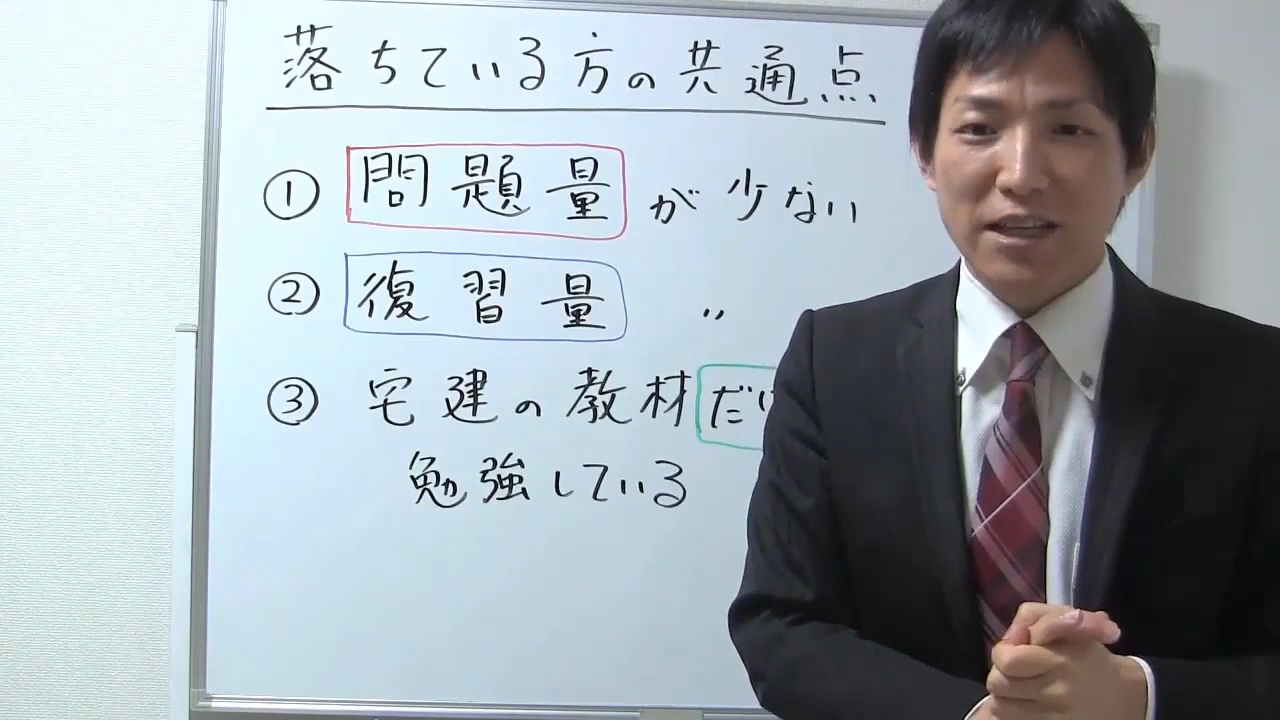 落ちている方の共通点
① 問題量が少ない
② 復習量 〃
③ 宅建の教材だけ
勉強している